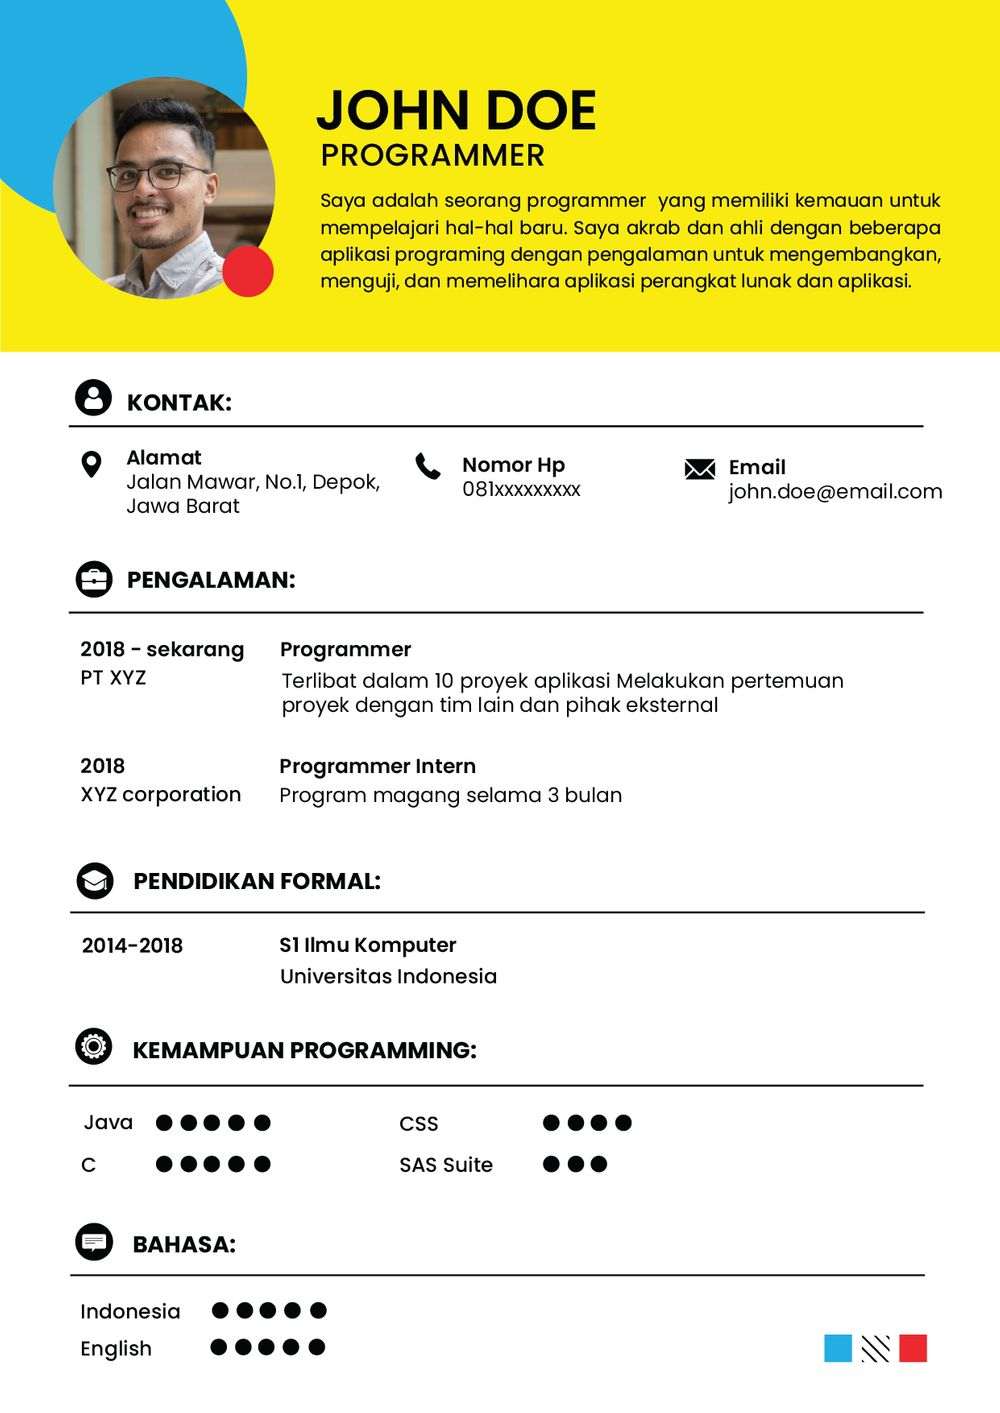 JOHN DOE
PROGRAMMER
Saya adalah seorang programmer yang memiliki kemauan untuk
mempelajari hal-hal baru. Saya akrab dan ahli dengan beberapa
aplikasi programing dengan pengalaman untuk mengembangkan,
menguji, dan memelihara aplikasi perangkat lunak dan aplikasi.
KONTAK:
Alamat
Jalan Mawar, No.1, Depok,
Jawa Barat
Nomor Hp
081xxxxxxxxx
Email
john.doe@email.com
PENGALAMAN:
2018 - sekarang
PT XYZ
Programmer
Terlibat dalam 10 proyek aplikasi Melakukan pertemuan
proyek dengan tim lain dan pihak eksternal
2018
XYZ corporation
Programmer Intern
Program magang selama 3 bulan
PENDIDIKAN FORMAL:
2014-2018
S1 Ilmu Komputer
Universitas Indonesia
KEMAMPUAN PROGRAMMING:
Java
CSS
C
SAS Suite
BAHASA:
Indonesia
English